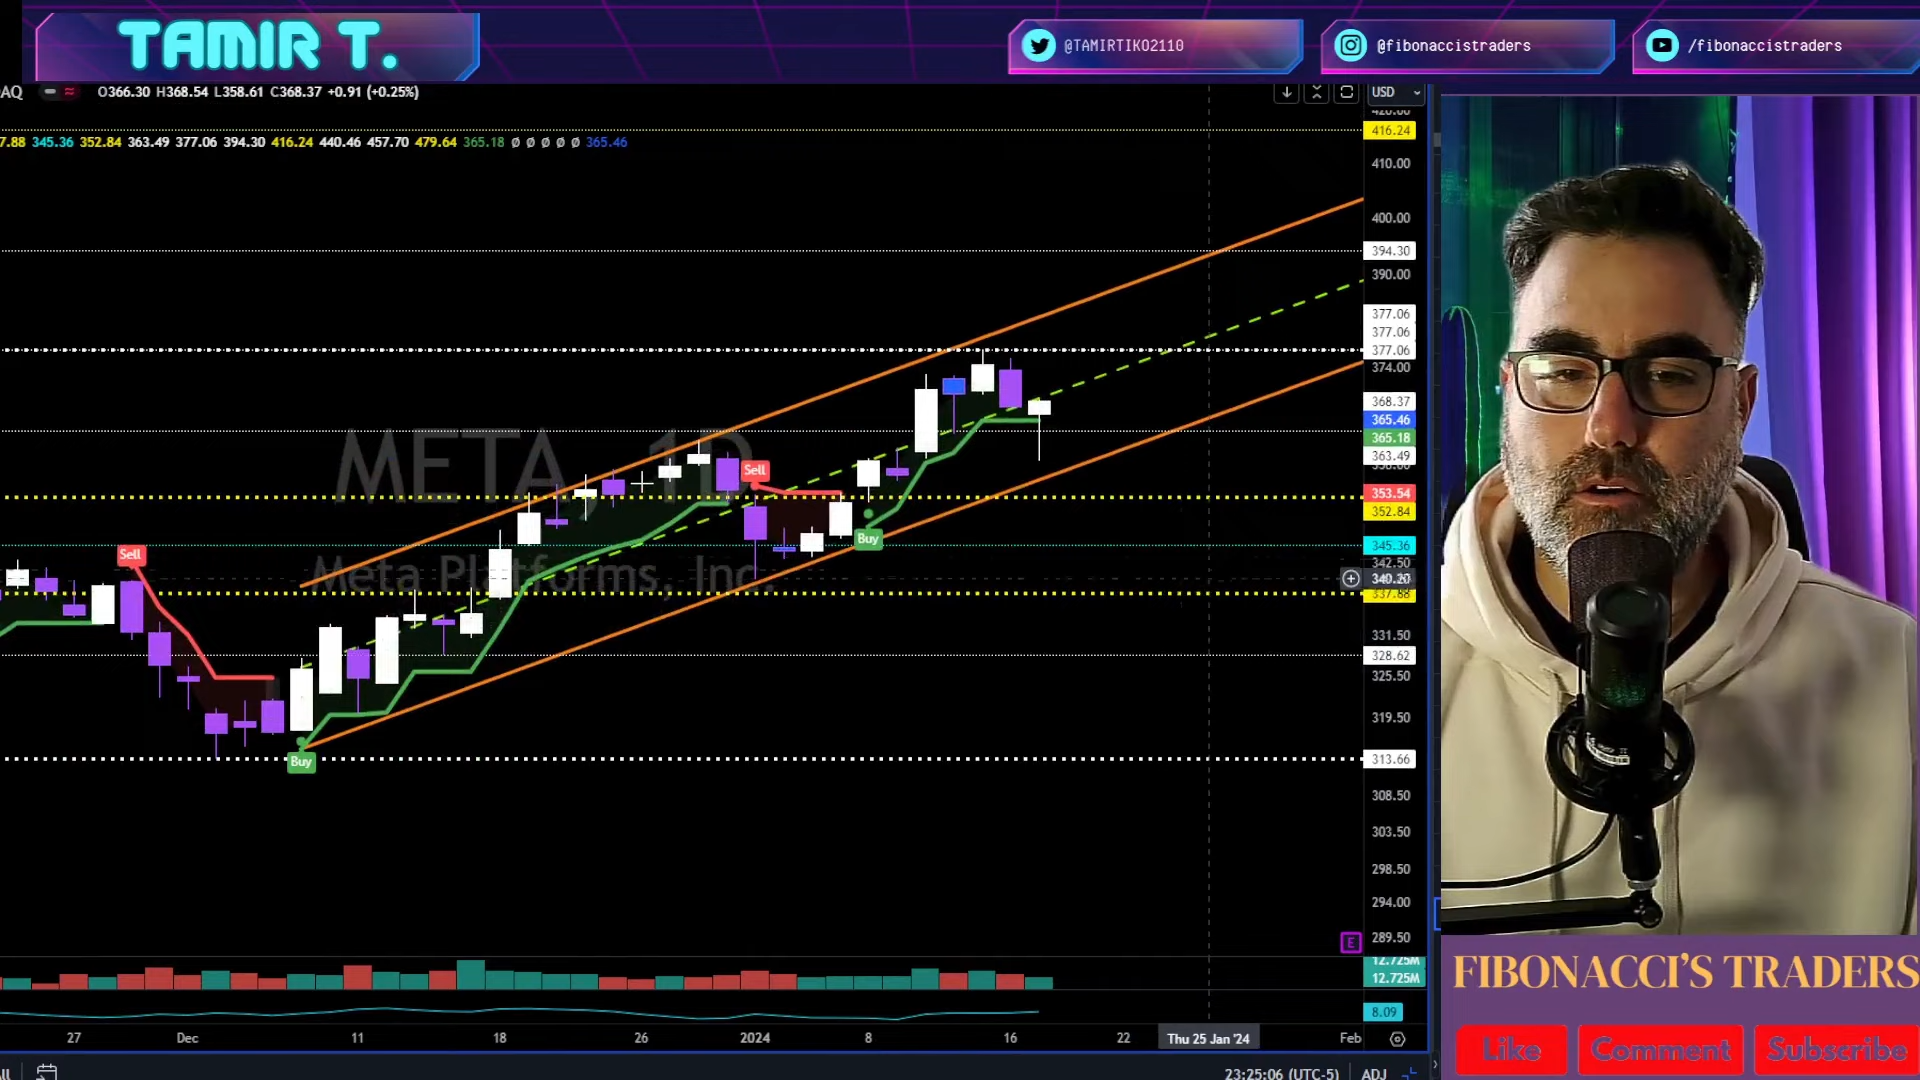 TAMIR T.
@TAMIRTIKO2110
@fibonaccistraders
/fibonaccistraders
AQ
O366.30 H368.54 L358.61 C368.37 +0.91 (+0.25%)
USD
7.88 345.36 352.84 363.49 377.06 394.30 416.24 440.46 457.70 479.64 365.18 Ø Ø Ø Ø Ø 365.46
416.24
410.00
400.00
394.30
390.00
377.06
377.06
377.06
374.00
368.37
365.46
365.18
363.49
353.54
352.84
345.36
342.50
340.20
337.88
331.50
328.62
325.50
319.50
313.66
308.50
303.50
298.50
294.00
289.50
META, 1D
Meta Platforms, Inc.
Sell
Sell
Buy
Buy
E
12.725M
12.725M
8.09
27
Dec
11
18
26
2024
8
16
22
Thu 25 Jan '24
Feb
23:25:06 (UTC-5)
ADJ
FIBONACCI'S TRADERS
Like
Comment
Subscribe